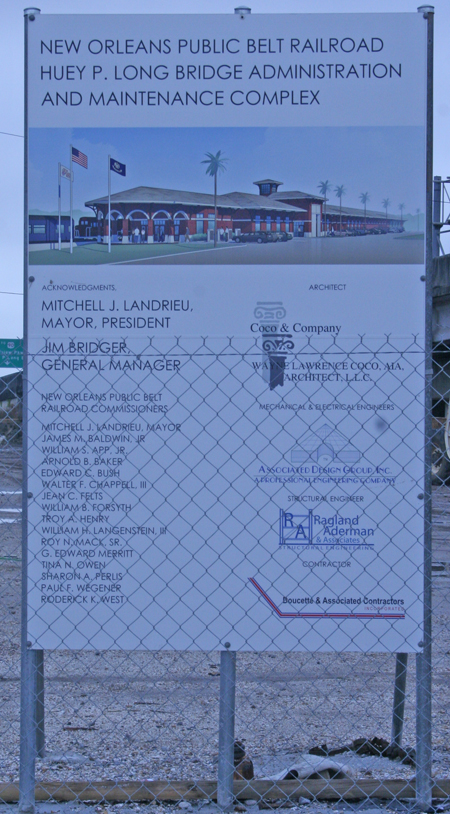 NEW ORLEANS PUBLIC BELT RAILROAD
HUEY P. LONG BRIDGE ADMINISTRATION
AND MAINTENANCE COMPLEX
ACKNOWLEDGMENTS,
MITCHELL J. LANDRIEU,
MAYOR, PRESIDENT
JIM BRIDGER,
GENERAL MANAGER
NEW ORLEANS PUBLIC BELT
RAILROAD COMMISSIONERS
MITCHELL J. LANDRIEU, MAYOR
JAMES M. BALDWIN, JR
WILLIAM S. APP, JR.
ARNOLD B. BAKER
EDWARD C. BUSH
WALTER F. CHAPPELL, III
JEAN C. FELTS
WILLIAM B. FORSYTH
TROY A. HENRY
WILLIAM H. LANGENSTEIN, III
ROY N. MACK, SR.
G. EDWARD MERRITT
TINA N. OWEN
SHARON A. PERLIS
PAUL F. WEGENER
RODERICK K. WEST
ARCHITECT
Coco & Company
WAYNE LAWRENCE COCO, AIA,
ARCHITECT, L.L.C.
MECHANICAL & ELECTRICAL ENGINEERS
ASSOCIATED DESIGN GROUP, INC.
A PROFESSIONAL ENGINEERING COMPANY
STRUCTURAL ENGINEER
RA
Ragland
Aderman
& Associates
STRUCTURAL ENGINEERING
CONTRACTOR
Doucette & Associated Contractors
INCORPORATED